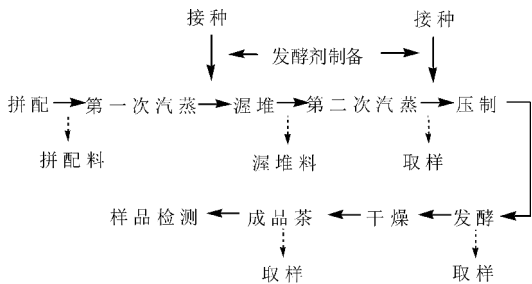 接种 接种
发酵剂制备
拼配 第一次汽蒸 渥堆 第二次汽蒸 压制
拼配料 渥堆料 取样
样品检测 成品茶 干燥 发酵
取样 取样